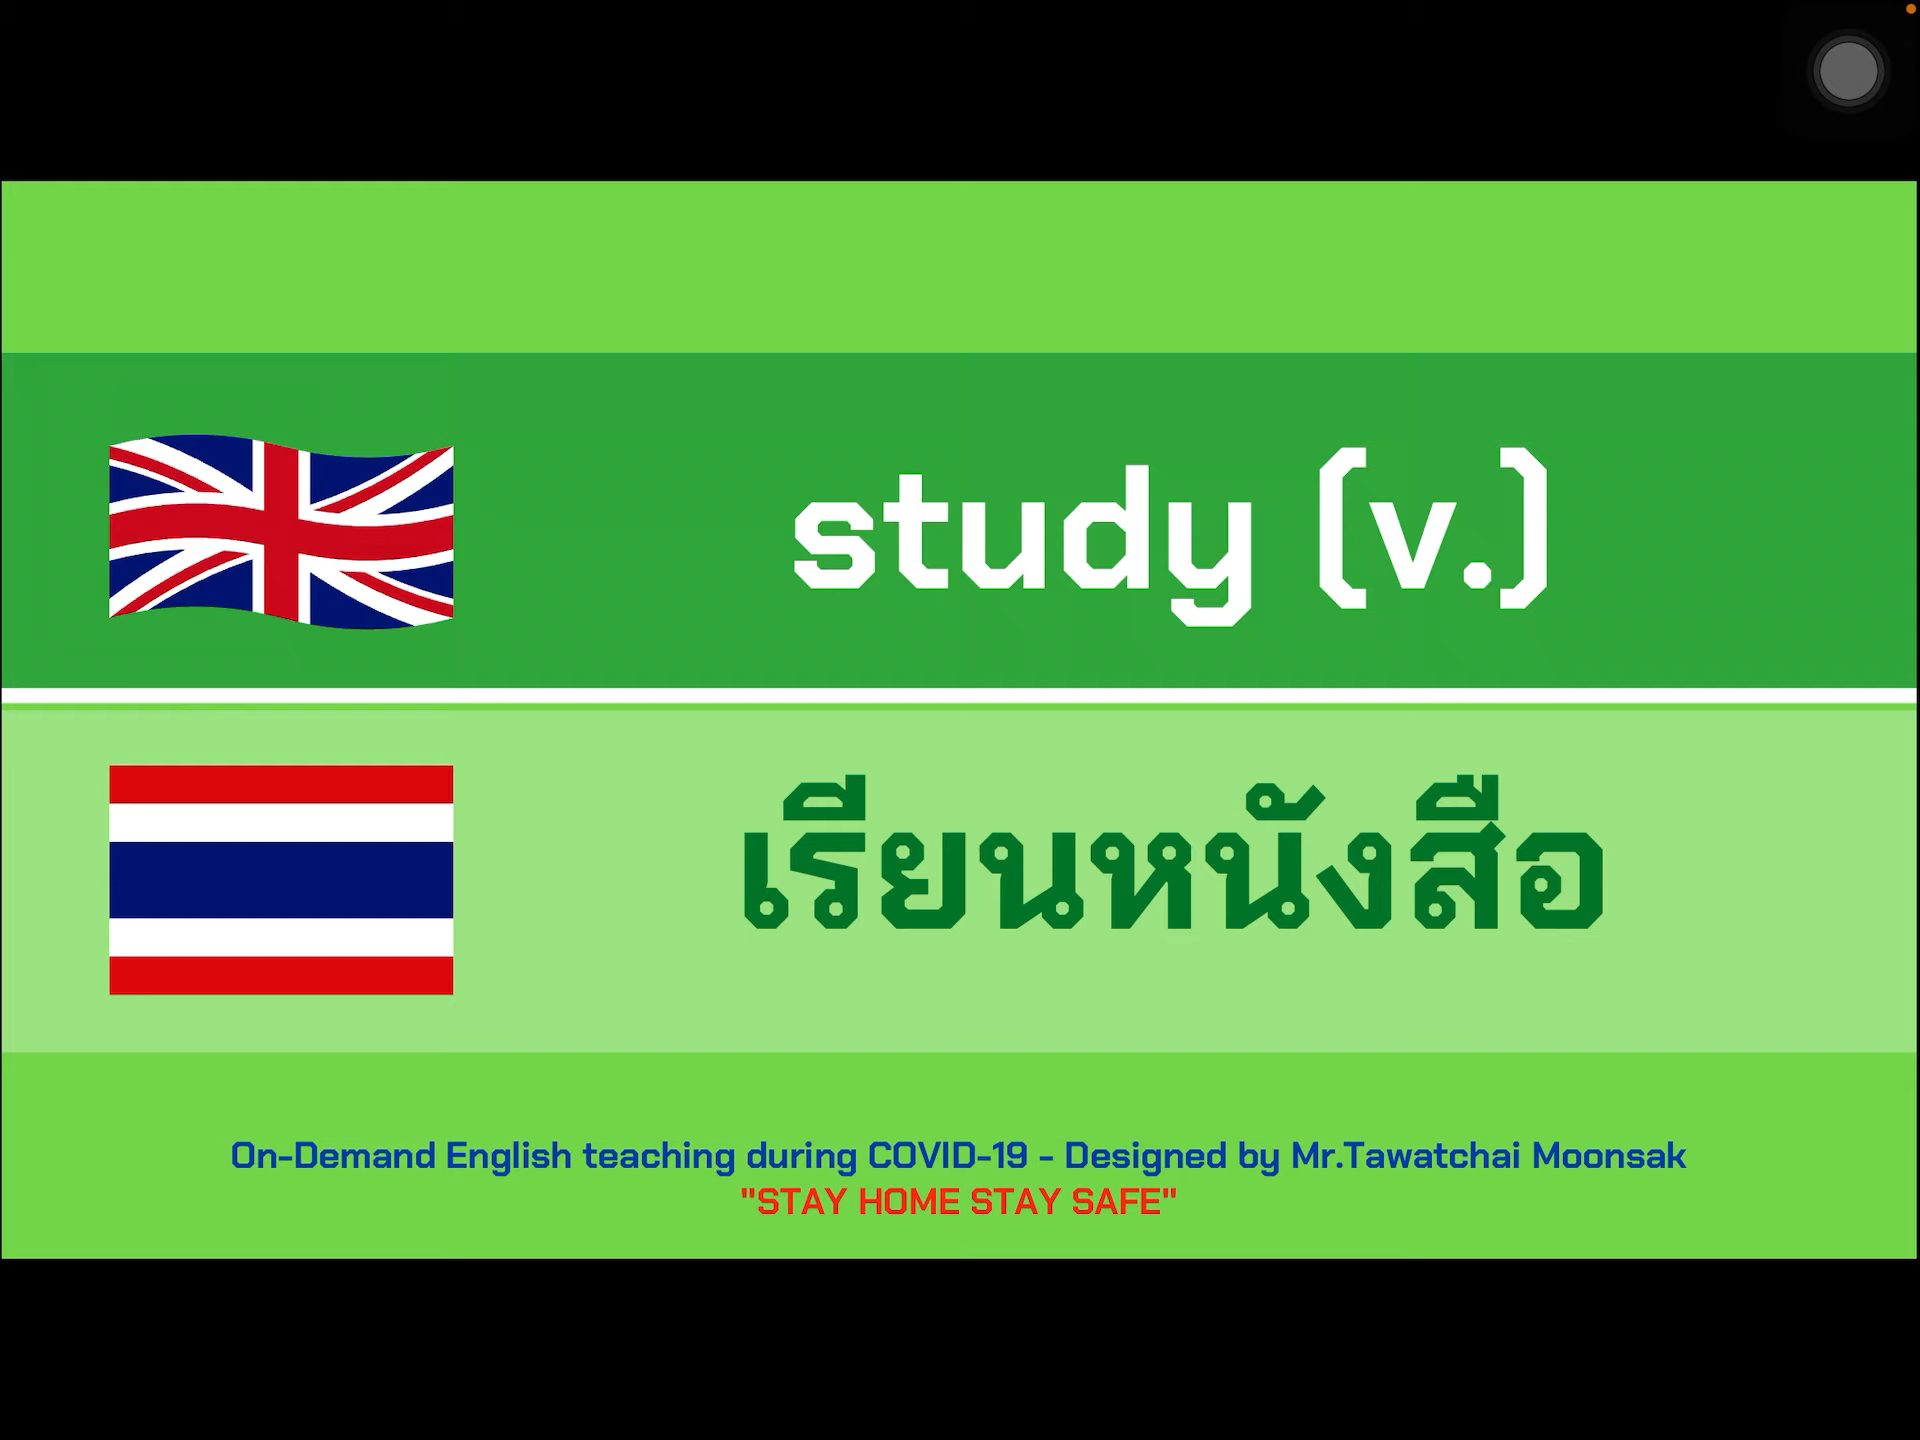 study (v.)
เรียนหนังสือ
On-Demand English teaching during COVID-19 - Designed by Mr.Tawatchai Moonsak
"STAY HOME STAY SAFE"